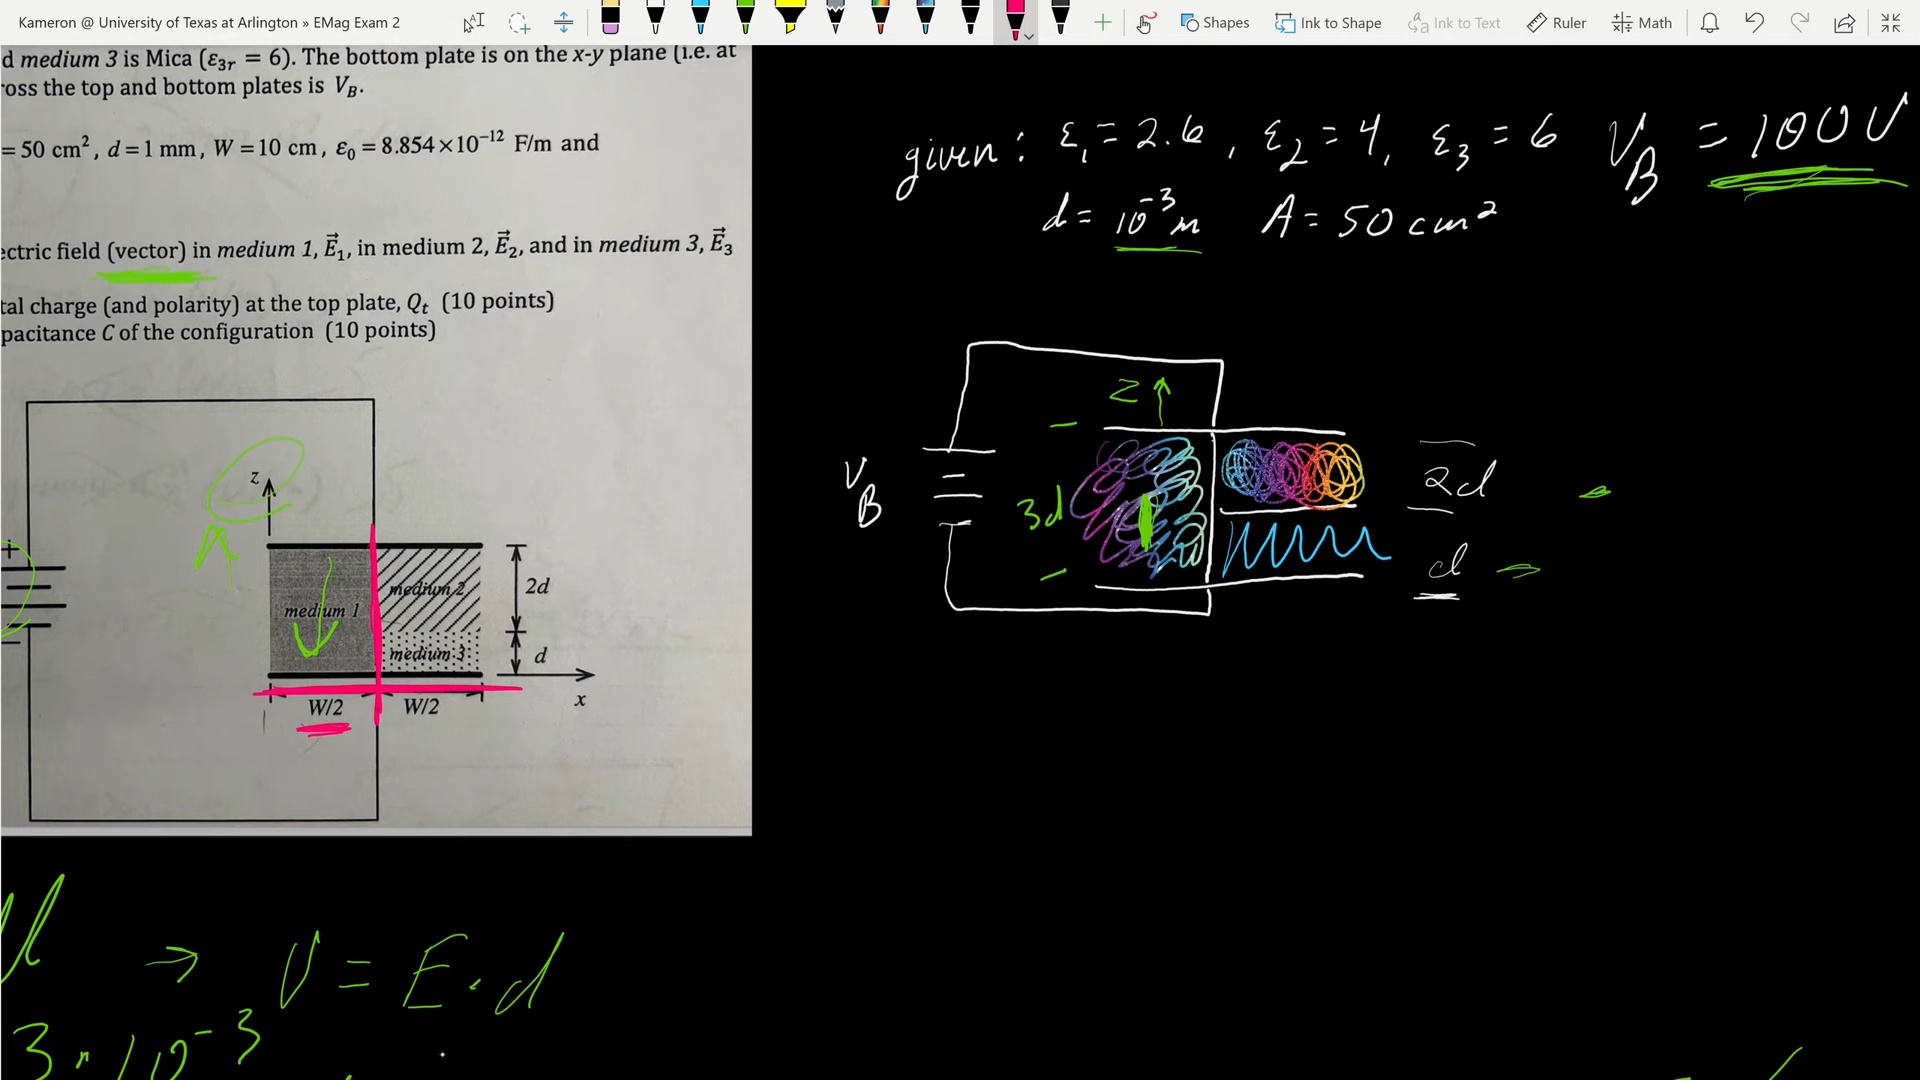 Kameron @ University of Texas at Arlington » EMag Exam 2
Shapes
Ink to Shape
Ink to Text
Ruler
Math
d medium 3 is Mica (ε3r = 6). The bottom plate is on the x-y plane (i.e. at
ross the top and bottom plates is VB.
= 50 cm², d = 1 mm, W = 10 cm, ε0 = 8.854×10⁻¹² F/m and
ectric field (vector) in medium 1, E⃗1, in medium 2, E⃗2, and in medium 3, E⃗3
tal charge (and polarity) at the top plate, Qt (10 points)
pacitance C of the configuration (10 points)
z
+
medium 1
medium 2
medium 3
2d
d
W/2
W/2
x
given: ε1 = 2.6, ε2 = 4, ε3 = 6 VB = 100V
d = 10⁻³ m A = 50 cm²
z
VB
3d
2d
d
→ V = E · d
3 · 10⁻³